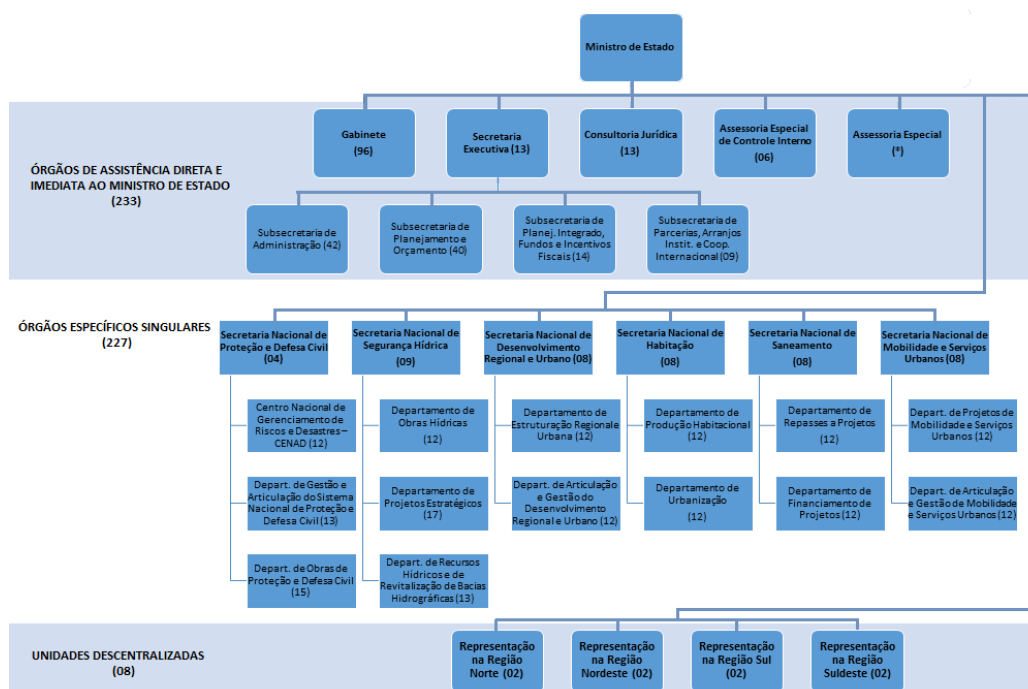 Ministro de Estado
ÓRGÃOS DE ASSISTÊNCIA DIRETA E
IMEDIATA AO MINISTRO DE ESTADO
(233)
Gabinete
(96)
Secretaria
Executiva (13)
Consultoria Jurídica
(13)
Assessoria Especial
de Controle Interno
(06)
Assessoria Especial
(*)
Subsecretaria de
Administração (42)
Subsecretaria de
Planejamento e
Orçamento (40)
Subsecretaria de
Planej. Integrado,
Fundos e Incentivos
Fiscais (14)
Subsecretaria de
Parcerias, Arranjos
Instit. e Coop.
Internacional (09)
ÓRGÃOS ESPECÍFICOS SINGULARES
(227)
Secretaria Nacional de
Proteção e Defesa Civil
(04)
Secretaria Nacional de
Segurança Hídrica
(09)
Secretaria Nacional de
Desenvolvimento
Regional e Urbano (08)
Secretaria Nacional de
Habitação
(08)
Secretaria Nacional de
Saneamento
(08)
Secretaria Nacional de
Mobilidade e Serviços
Urbanos (08)
Centro Nacional de
Gerenciamento de
Riscos e Desastres –
CENAD (12)
Departamento de
Obras Hídricas
(12)
Departamento de
Estruturação Regional e
Urbana (12)
Departamento de
Produção Habitacional
(12)
Departamento de
Repasses a Projetos
(12)
Depart. de Projetos de
Mobilidade e Serviços
Urbanos (12)
Depart. de Gestão e
Articulação do Sistema
Nacional de Proteção e
Defesa Civil (13)
Departamento de
Projetos Estratégicos
(17)
Depart. de Articulação
e Gestão do
Desenvolvimento
Regional e Urbano (12)
Departamento de
Urbanização
(12)
Departamento de
Financiamento de
Projetos (12)
Depart. de Articulação
e Gestão de Mobilidade
e Serviços Urbanos (12)
Depart. de Obras de
Proteção e Defesa Civil
(15)
Depart. de Recursos
Hídricos e de
Revitalização de Bacias
Hidrográficas (13)
UNIDADES DESCENTRALIZADAS
(08)
Representação
na Região
Norte (02)
Representação
na Região
Nordeste (02)
Representação
na Região Sul
(02)
Representação
na Região
Suldeste (02)